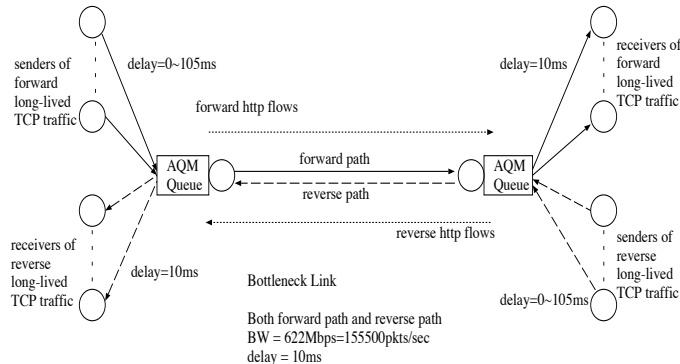 senders of
forward
long-lived
TCP traffic
delay=0~105ms
delay=10ms
receivers of
forward
long-lived
TCP traffic
forward http flows
AQM
Queue
forward path
reverse path
AQM
Queue
reverse http flows
receivers of
reverse
long-lived
TCP traffic
delay=10ms
senders of
reverse
long-lived
TCP traffic
delay=0~105ms
Bottleneck Link
Both forward path and reverse path
BW = 622Mbps=155500pkts/sec
delay = 10ms